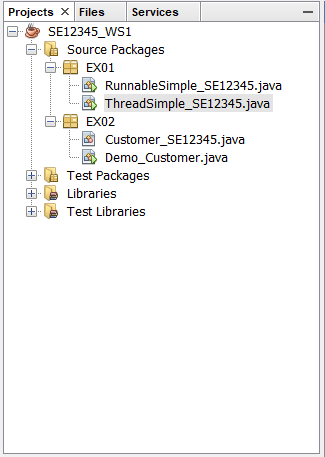 Projects Files Services
SE12345_WS1
Source Packages
EX01
RunnableSimple_SE12345.java
ThreadSimple_SE12345.java
EX02
Customer_SE12345.java
Demo_Customer.java
Test Packages
Libraries
Test Libraries